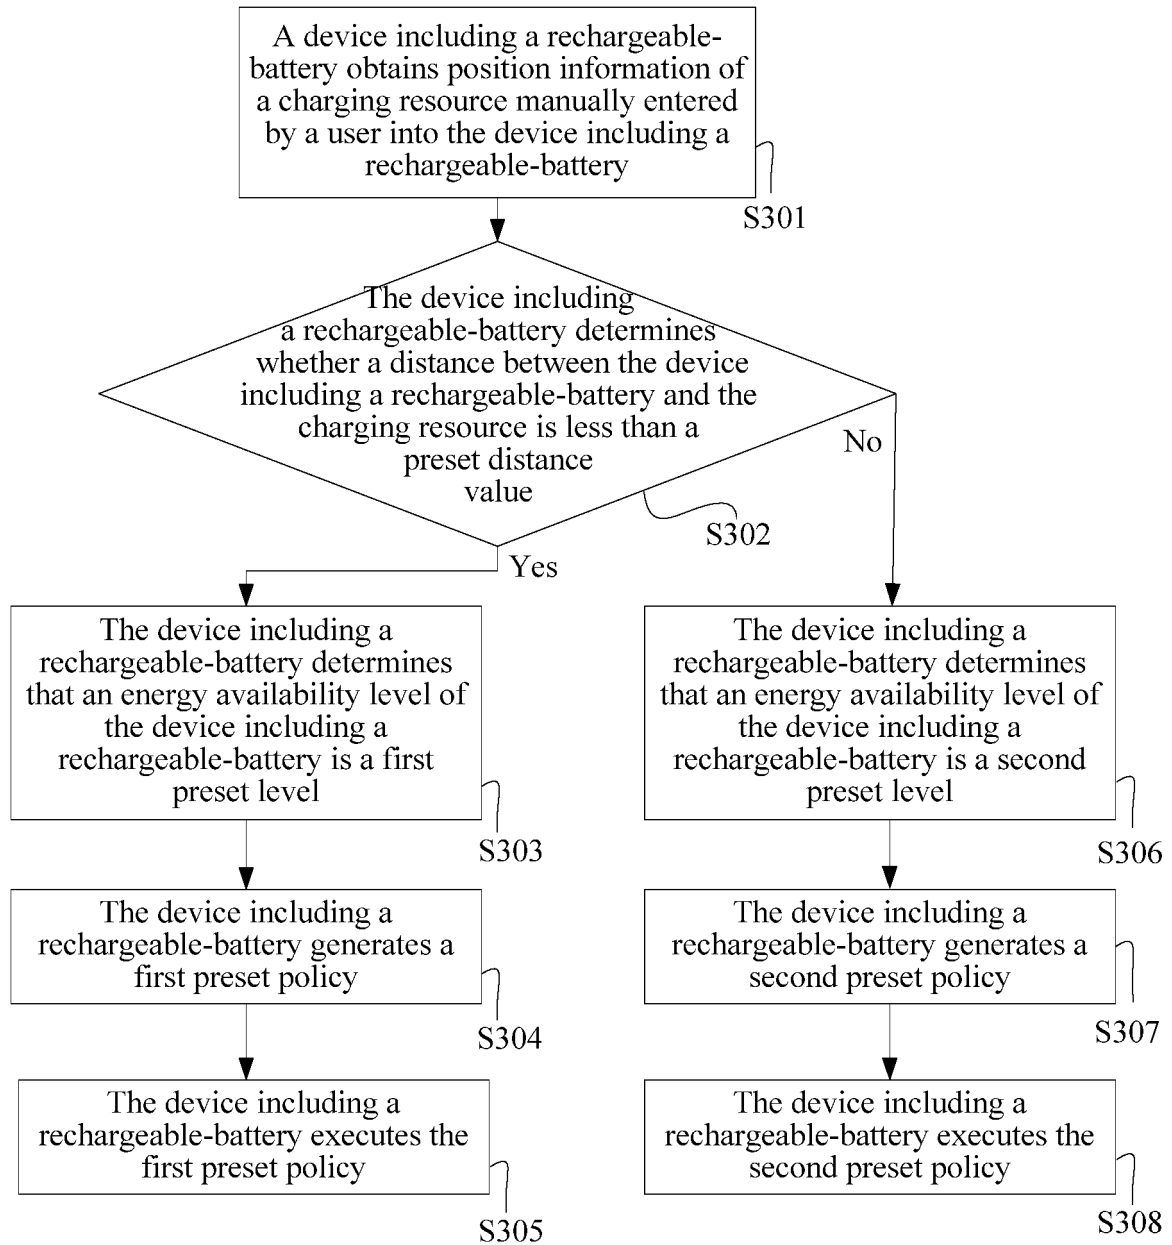 A device including a rechargeable-
battery obtains position information of
a charging resource manually entered
by a user into the device including a
rechargeable-battery
S301
The device including
a rechargeable-battery determines
whether a distance between the device
including a rechargeable-battery and the
charging resource is less than a
preset distance
value
No
S302
Yes
The device including a
rechargeable-battery determines
that an energy availability level of
the device including a
rechargeable-battery is a first
preset level
S303
The device including a
rechargeable-battery generates a
first preset policy
S304
The device including a
rechargeable-battery executes the
first preset policy
S305
The device including a
rechargeable-battery determines
that an energy availability level of
the device including a
rechargeable-battery is a second
preset level
S306
The device including a
rechargeable-battery generates a
second preset policy
S307
The device including a
rechargeable-battery executes the
second preset policy
S308